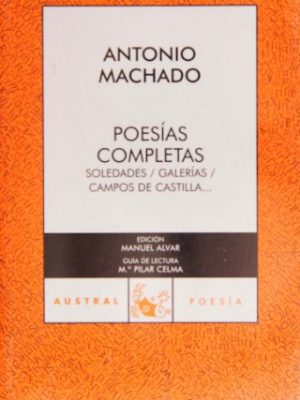 ANTONIO
MACHADO
POESÍAS
COMPLETAS
SOLEDADES / GALERÍAS /
CAMPOS DE CASTILLA...
EDICIÓN
MANUEL ALVAR
GUÍA DE LECTURA
M.ª PILAR CELMA
AUSTRAL POESÍA